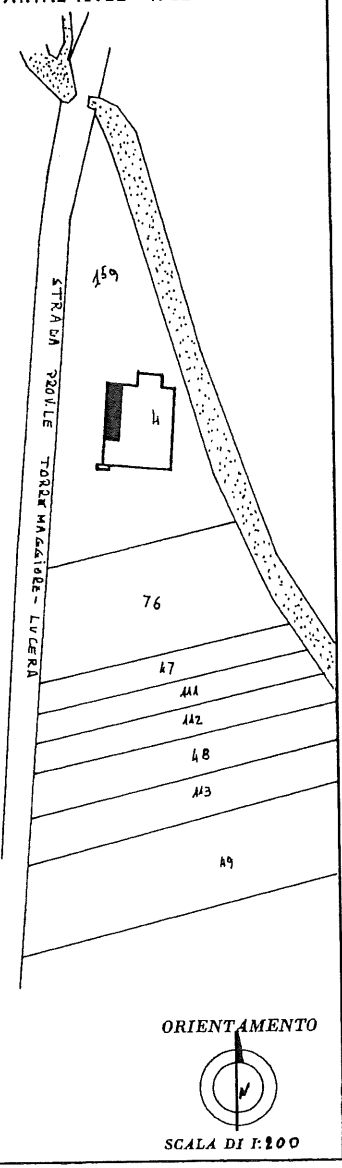 159
STRADA PROV.LE TORREMAGGIORE - LUCERA
4
76
47
111
112
48
113
49
ORIENTAMENTO
N
SCALA DI 1:200